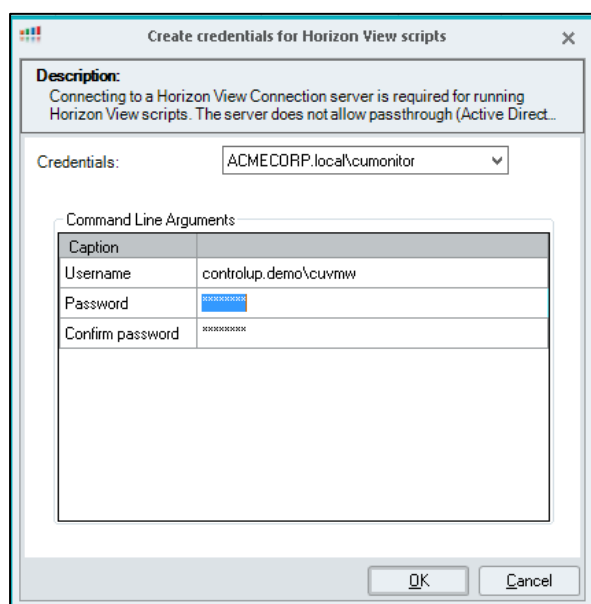 Create credentials for Horizon View scripts
Description:
Connecting to a Horizon View Connection server is required for running
Horizon View scripts. The server does not allow passthrough (Active Direct...
Credentials: ACMECORP.local\cumonitor
Command Line Arguments
Caption
Username controlup.demo\cuvmw
Password ********
Confirm password ********
OK Cancel